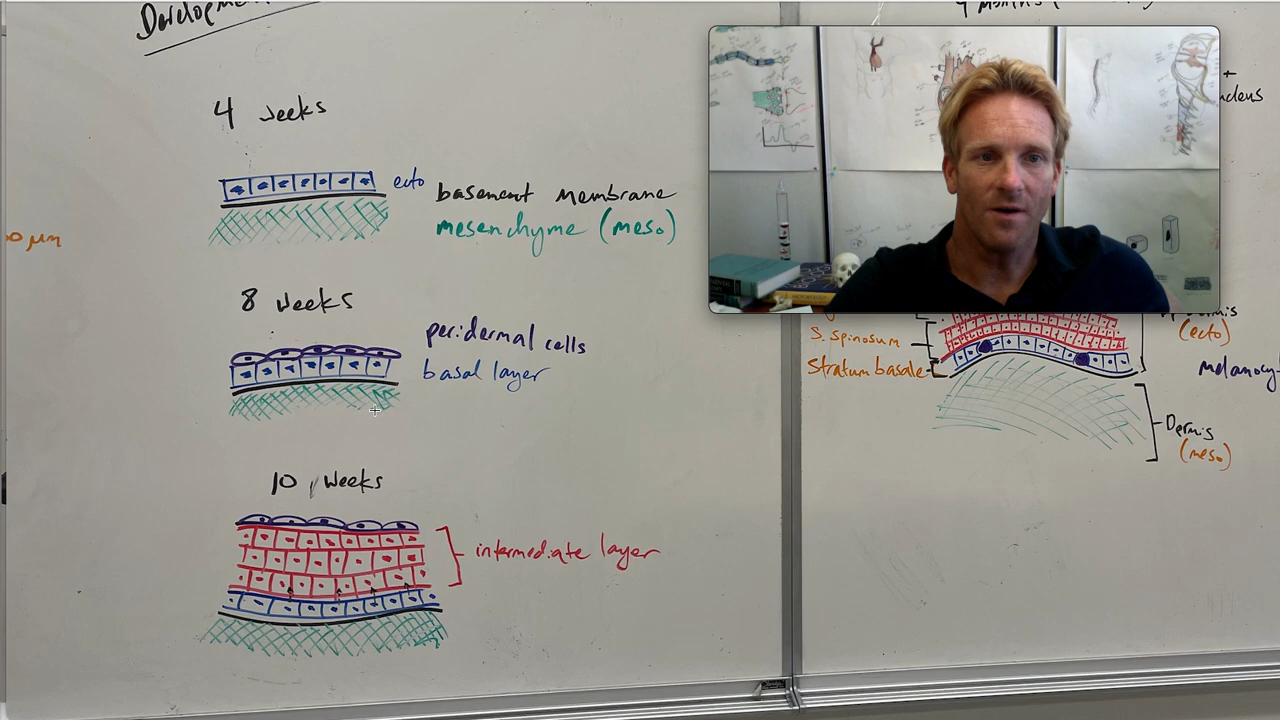 4 weeks
ecto
basement membrane
mesenchyme (meso)
8 weeks
peridermal cells
basal layer
10 weeks
intermediate layer
S. spinosum
Stratum basale
(ecto)
Dermis
(meso)